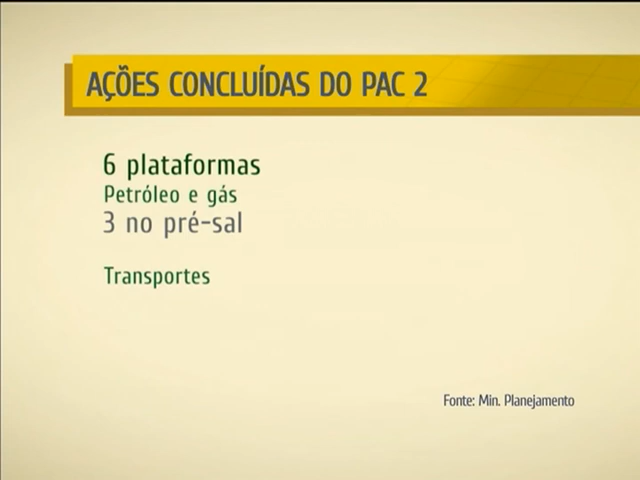 AÇÕES CONCLUÍDAS DO PAC 2
6 plataformas
Petróleo e gás
3 no pré-sal
Transportes
Fonte: Min. Planejamento